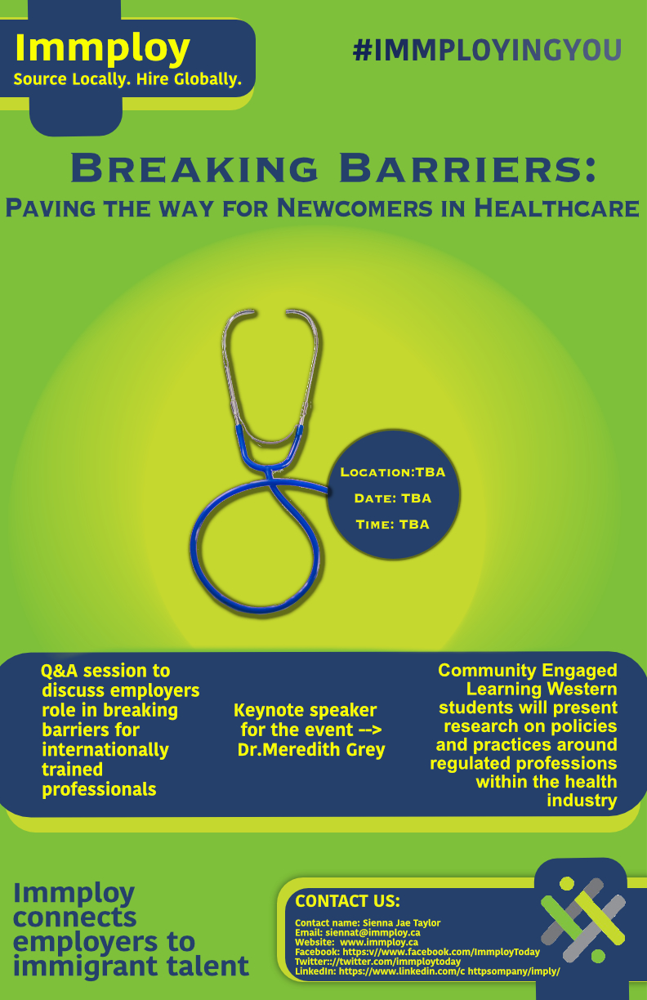 Immploy
Source Locally. Hire Globally.
#IMMPLOYINGYOU
Breaking Barriers:
Paving the way for Newcomers in Healthcare
Location:TBA
Date: TBA
Time: TBA
Q&A session to
discuss employers
role in breaking
barriers for
internationally
trained
professionals
Keynote speaker
for the event -->
Dr.Meredith Grey
Community Engaged
Learning Western
students will present
research on policies
and practices around
regulated professions
within the health
industry
Immploy
connects
employers to
immigrant talent
CONTACT US:
Contact name: Sienna Jae Taylor
Email: siennat@immploy.ca
Website: www.immploy.ca
Facebook: https:v//www.facebook.com/ImmployToday
Twitter:://twitter.com/immploytoday
LinkedIn: https://www.linkedin.com/c httpsompany/imply/